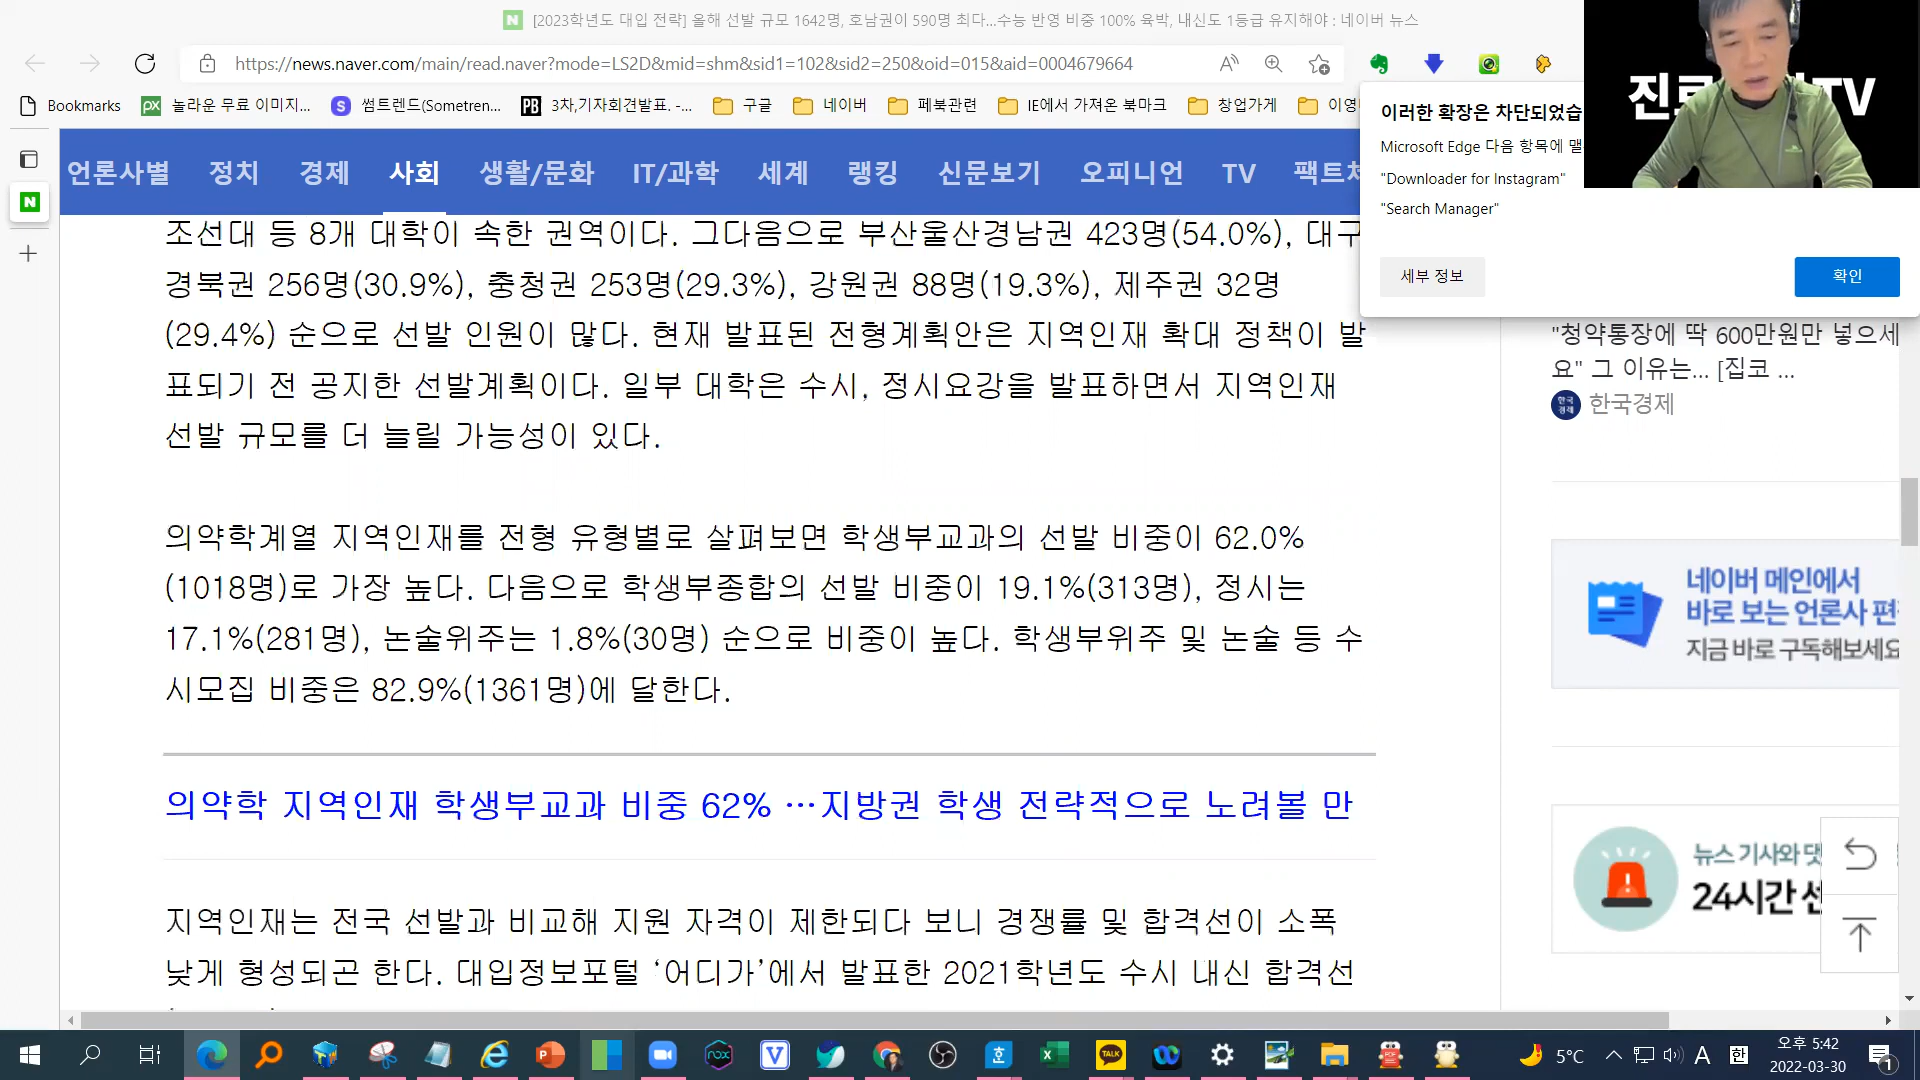 [2023학년도 대입 전략] 올해 선발 규모 1642명, 호남권이 590명 최다...수능 반영 비중 100% 육박, 내신도 1등급 유지해야 : 네이버 뉴스
https://news.naver.com/main/read.naver?mode=LS2D&mid=shm&sid1=102&sid2=250&oid=015&aid=0004679664
Bookmarks 놀라운 무료 이미지... 썸트렌드(Sometren... 3차,기자회견발표. -... 구글 네이버 페북관련 IE에서 가져온 북마크 창업가게 이영
진로 TV
이러한 확장은 차단되었습
Microsoft Edge 다음 항목에 맬
"Downloader for Instagram"
"Search Manager"
세부 정보 확인
언론사별 정치 경제 사회 생활/문화 IT/과학 세계 랭킹 신문보기 오피니언 TV 팩트체
조선대 등 8개 대학이 속한 권역이다. 그다음으로 부산울산경남권 423명(54.0%), 대구
경북권 256명(30.9%), 충청권 253명(29.3%), 강원권 88명(19.3%), 제주권 32명
(29.4%) 순으로 선발 인원이 많다. 현재 발표된 전형계획안은 지역인재 확대 정책이 발
표되기 전 공지한 선발계획이다. 일부 대학은 수시, 정시요강을 발표하면서 지역인재
선발 규모를 더 늘릴 가능성이 있다.
의약학계열 지역인재를 전형 유형별로 살펴보면 학생부교과의 선발 비중이 62.0%
(1018명)로 가장 높다. 다음으로 학생부종합의 선발 비중이 19.1%(313명), 정시는
17.1%(281명), 논술위주는 1.8%(30명) 순으로 비중이 높다. 학생부위주 및 논술 등 수
시모집 비중은 82.9%(1361명)에 달한다.
의약학 지역인재 학생부교과 비중 62% …지방권 학생 전략적으로 노려볼 만
지역인재는 전국 선발과 비교해 지원 자격이 제한되다 보니 경쟁률 및 합격선이 소폭
낮게 형성되곤 한다. 대입정보포털 ‘어디가’에서 발표한 2021학년도 수시 내신 합격선
"청약통장에 딱 600만원만 넣으세
요" 그 이유는... [집코 ...
한국경제
네이버 메인에서
바로 보는 언론사 편
지금 바로 구독해보세요
뉴스 기사와 댓
24시간 센
5°C
A 한
오후 5:42
2022-03-30
1